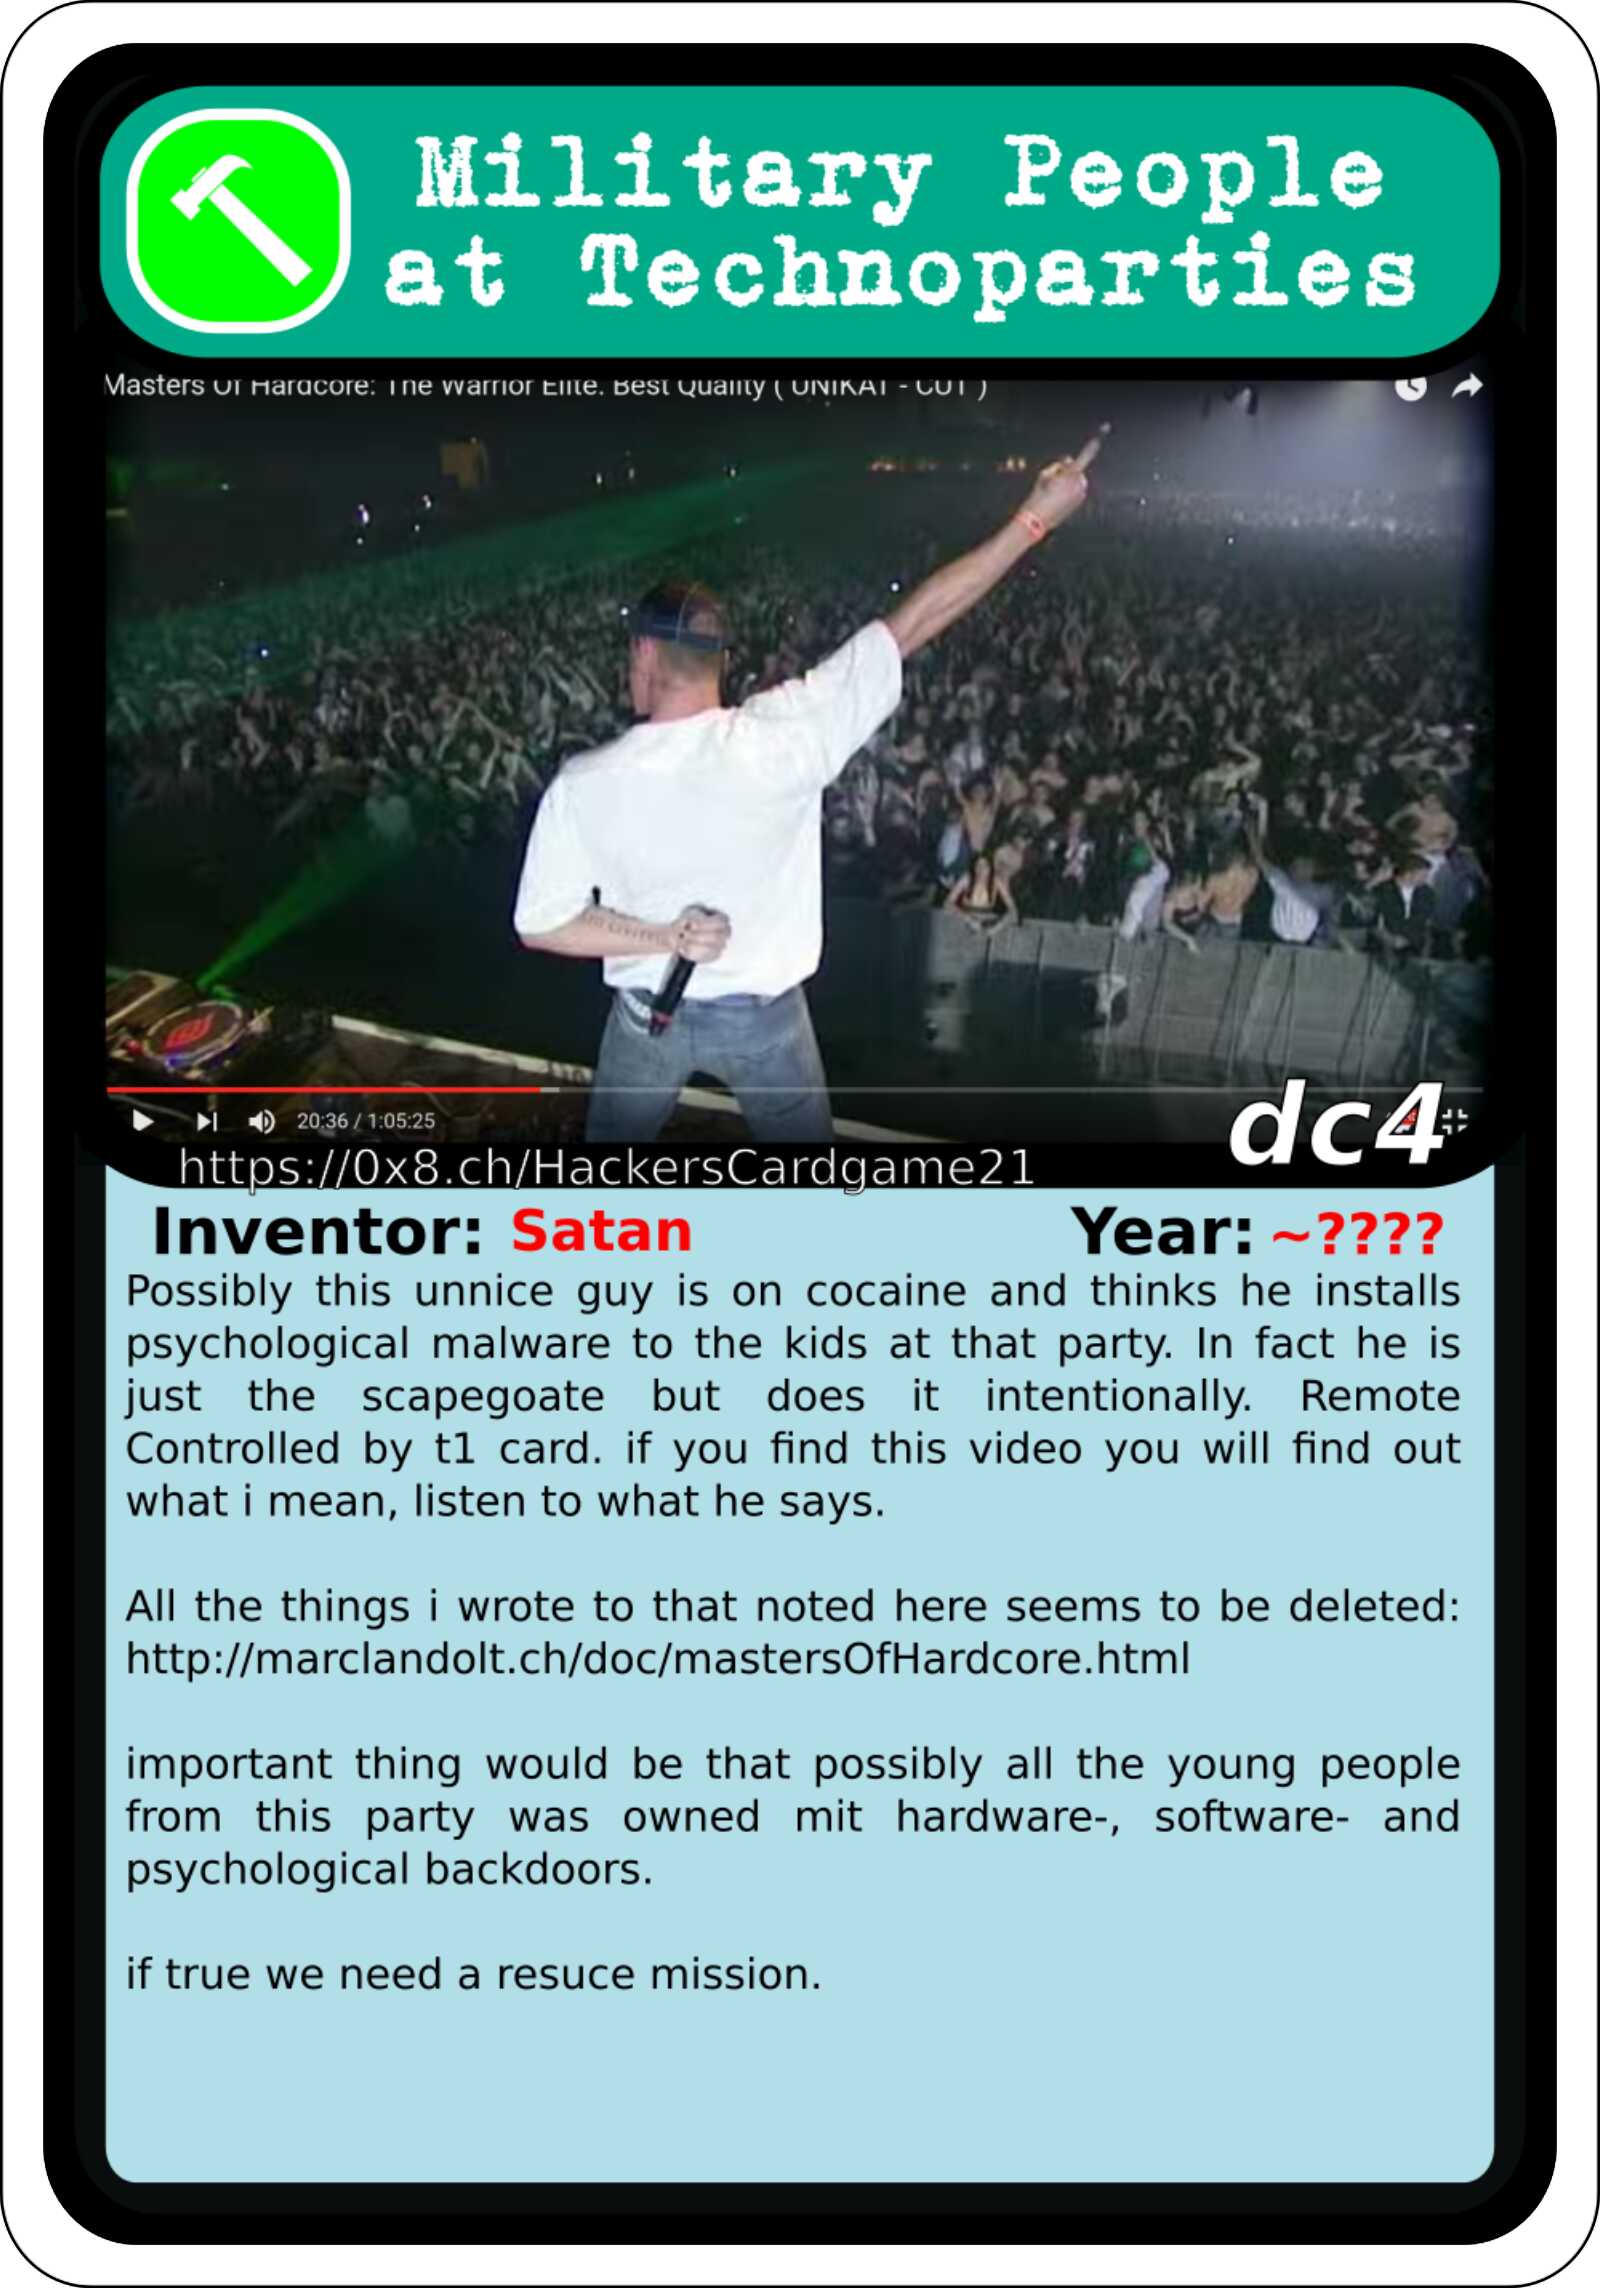 Military People
at Technoparties
Masters Of Hardcore: The Warrior Elite. Best Quality ( UNIKAT - CUT )
20:36 / 1:05:25
dc4
https://0x8.ch/HackersCardgame21
Inventor: Satan Year: ~????
Possibly this unnice guy is on cocaine and thinks he installs
psychological malware to the kids at that party. In fact he is
just the scapegoate but does it intentionally. Remote
Controlled by t1 card. if you find this video you will find out
what i mean, listen to what he says.
All the things i wrote to that noted here seems to be deleted:
http://marclandolt.ch/doc/mastersOfHardcore.html
important thing would be that possibly all the young people
from this party was owned mit hardware-, software- and
psychological backdoors.
if true we need a resuce mission.